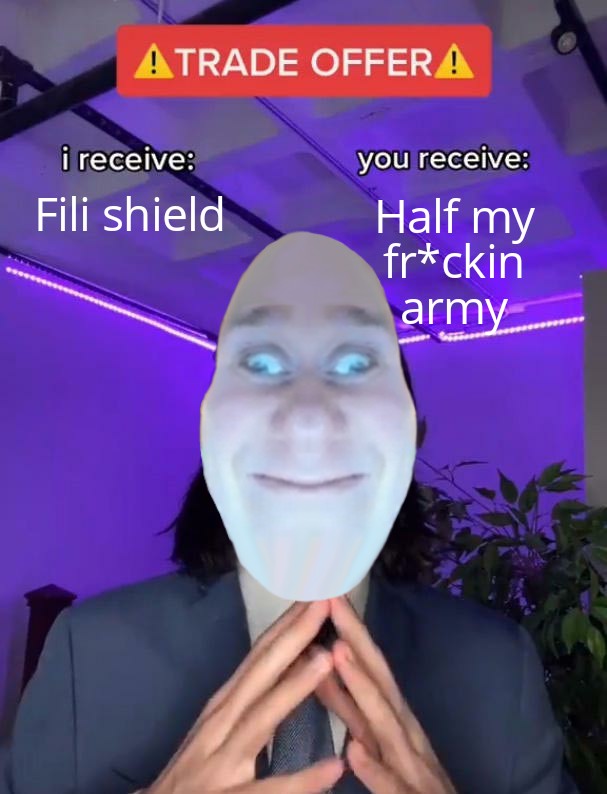 ⚠️TRADE OFFER⚠️
i receive:
you receive:
Fili shield
Half my
fr*ckin
army